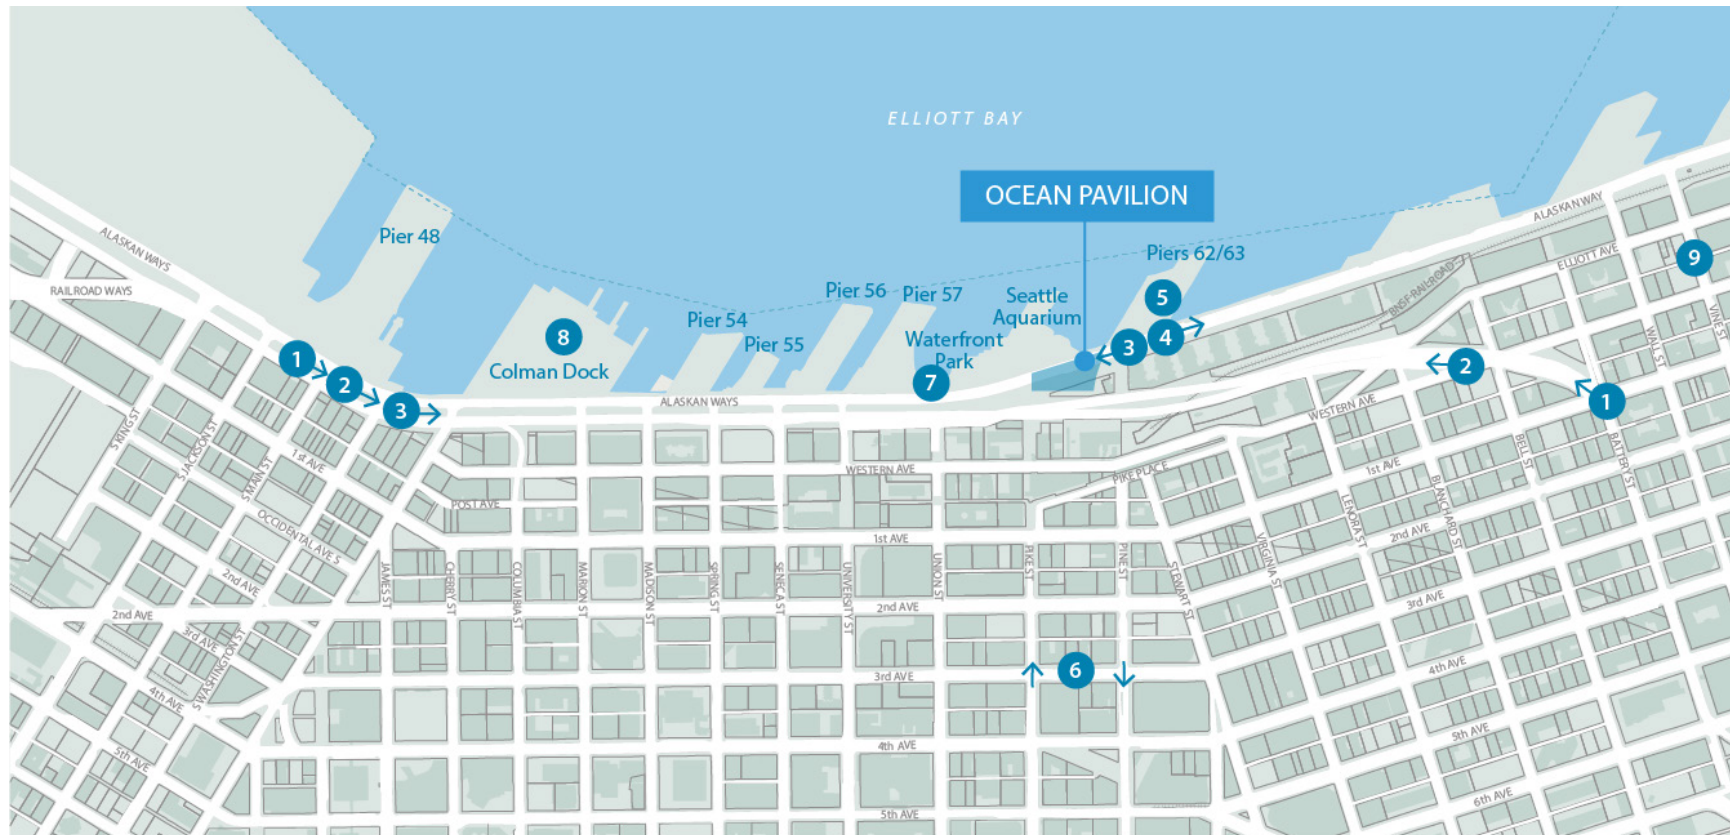 ELLIOTT BAY
OCEAN PAVILION
Pier 48
Piers 62/63
Pier 56
Pier 57
Seattle
Aquarium
Pier 54
Pier 55
Waterfront
Park
8
Colman Dock
7
5
4
3
9
1
2
3
2
1
6
ALASKAN WAYS
RAILROAD WAYS
ALASKAN WAYS
ALASKAN WAY
ELLIOTT AVE
BNSF RAILROAD
WALL ST
VINE ST
WESTERN AVE
WESTERN AVE
PIKE PLACE
POST AVE
1st AVE
1st AVE
1st AVE
S KING ST
S JACKSON ST
S MAIN ST
OCCIDENTAL AVE S
S WASHINGTON ST
2nd AVE
2nd AVE
2nd AVE
2nd AVE
3rd AVE
3rd AVE
3rd AVE
4th AVE
4th AVE
4th AVE
5th AVE
5th AVE
5th AVE
6th AVE
JAMES ST
CHERRY ST
COLUMBIA ST
MARION ST
MADISON ST
SPRING ST
SENECA ST
UNIVERSITY ST
UNION ST
PIKE ST
PINE ST
STEWART ST
VIRGINIA ST
LENORA ST
BLANCHARD ST
BELL ST
BATTERY ST